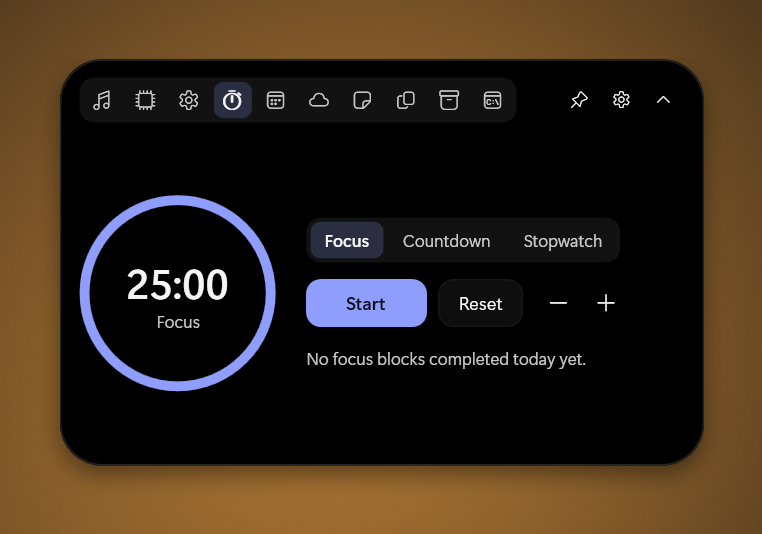 C:\
25:00
Focus
Focus Countdown Stopwatch
Start Reset
No focus blocks completed today yet.